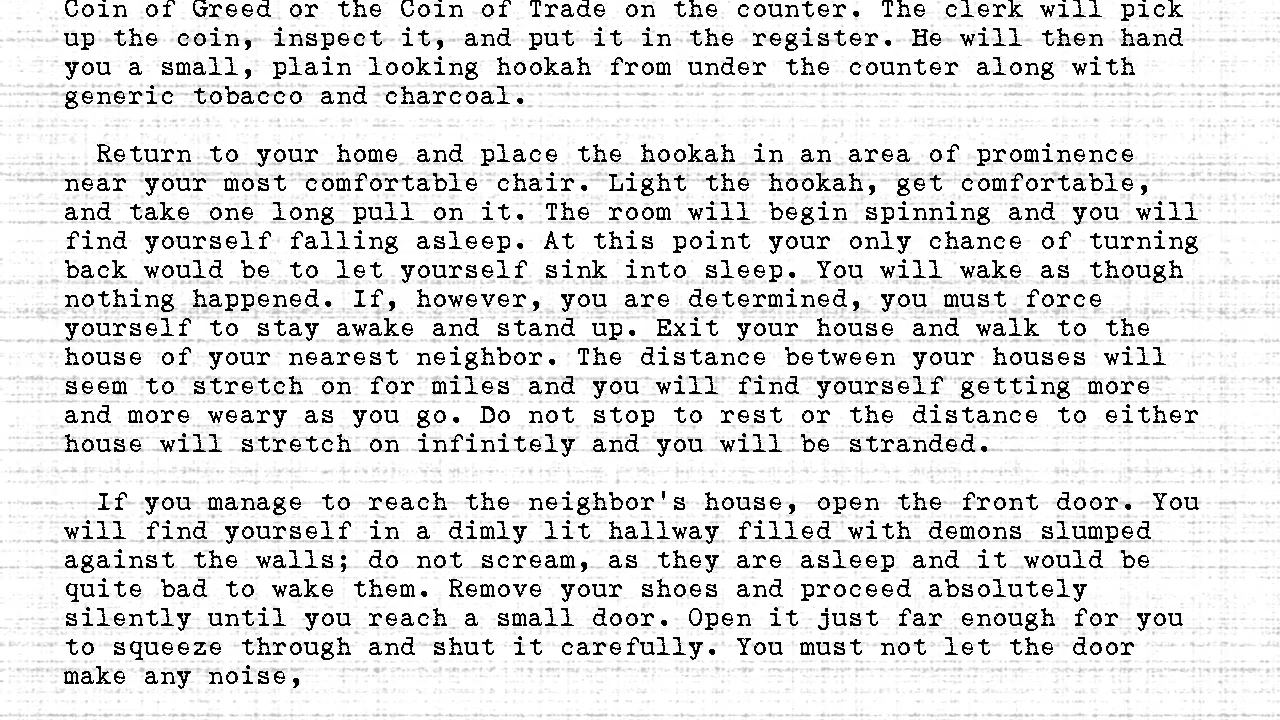 Coin of Greed or the Coin of Trade on the counter. The clerk will pick
up the coin, inspect it, and put it in the register. He will then hand
you a small, plain looking hookah from under the counter along with
generic tobacco and charcoal.
Return to your home and place the hookah in an area of prominence
near your most comfortable chair. Light the hookah, get comfortable,
and take one long pull on it. The room will begin spinning and you will
find yourself falling asleep. At this point your only chance of turning
back would be to let yourself sink into sleep. You will wake as though
nothing happened. If, however, you are determined, you must force
yourself to stay awake and stand up. Exit your house and walk to the
house of your nearest neighbor. The distance between your houses will
seem to stretch on for miles and you will find yourself getting more
and more weary as you go. Do not stop to rest or the distance to either
house will stretch on infinitely and you will be stranded.
If you manage to reach the neighbor's house, open the front door. You
will find yourself in a dimly lit hallway filled with demons slumped
against the walls; do not scream, as they are asleep and it would be
quite bad to wake them. Remove your shoes and proceed absolutely
silently until you reach a small door. Open it just far enough for you
to squeeze through and shut it carefully. You must not let the door
make any noise,